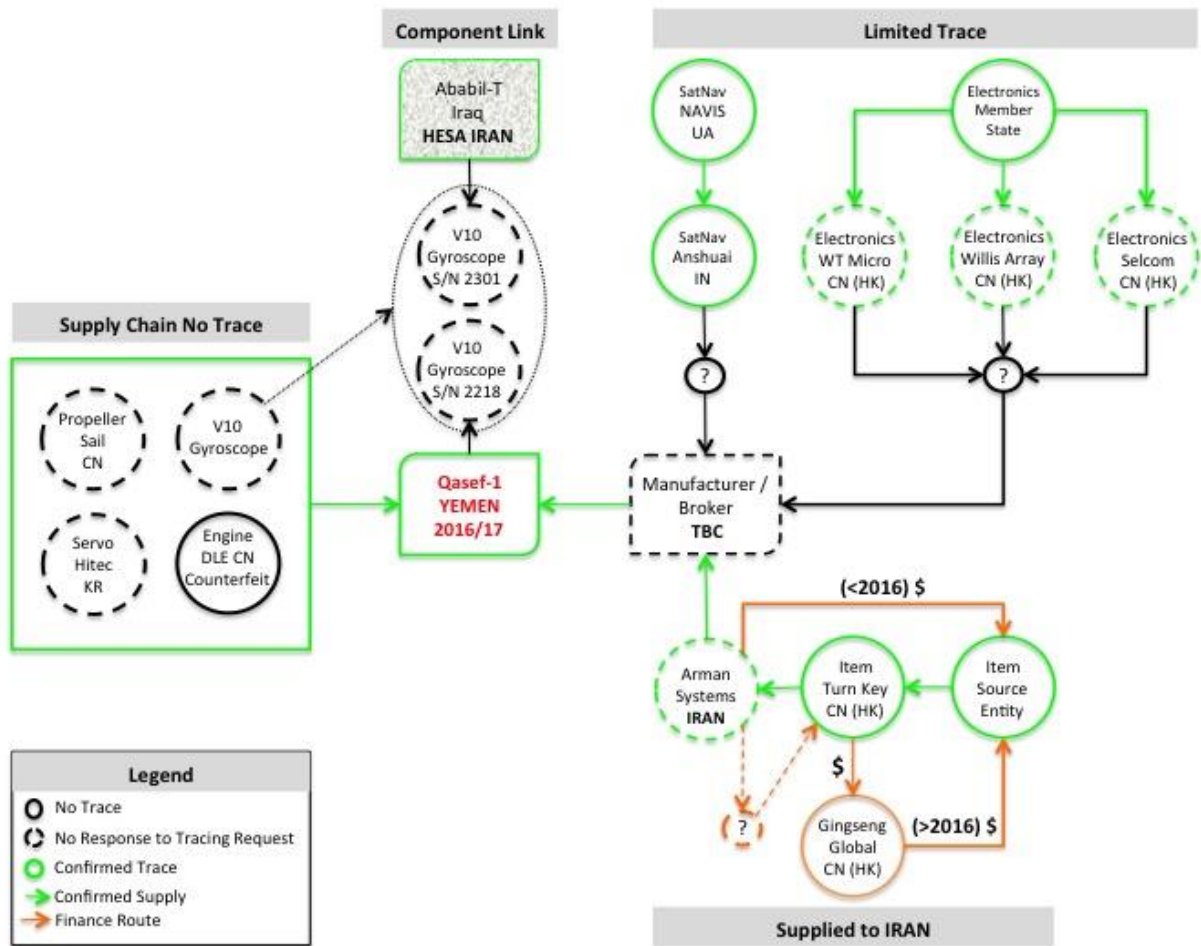 Component Link
Limited Trace
Ababil-T
Iraq
HESA IRAN
SatNav
NAVIS
UA
Electronics
Member
State
V10
Gyroscope
S/N 2301
SatNav
Anshuai
IN
Electronics
WT Micro
CN (HK)
Electronics
Willis Array
CN (HK)
Electronics
Selcom
CN (HK)
Supply Chain No Trace
V10
Gyroscope
S/N 2218
?
?
Propeller
Sail
CN
V10
Gyroscope
Qasef-1
YEMEN
2016/17
Manufacturer /
Broker
TBC
Servo
Hitec
KR
Engine
DLE CN
Counterfeit
(<2016) $
Arman
Systems
IRAN
Item
Turn Key
CN (HK)
Item
Source
Entity
$
?
Gingseng
Global
CN (HK)
(>2016) $
Legend
No Trace
No Response to Tracing Request
Confirmed Trace
Confirmed Supply
Finance Route
Supplied to IRAN